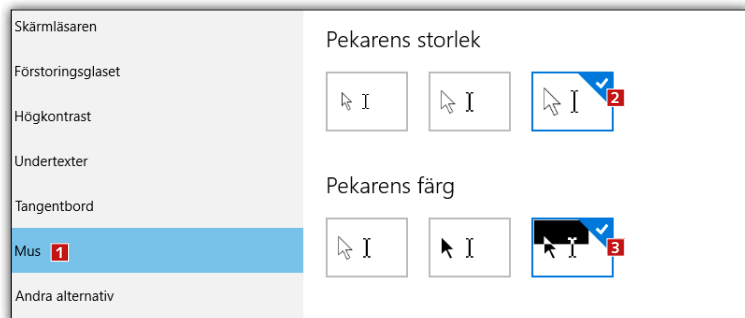 Skärmläsaren
Förstoringsglaset
Högkontrast
Undertexter
Tangentbord
Mus 1
Andra alternativ
Pekarens storlek
2
Pekarens färg
3